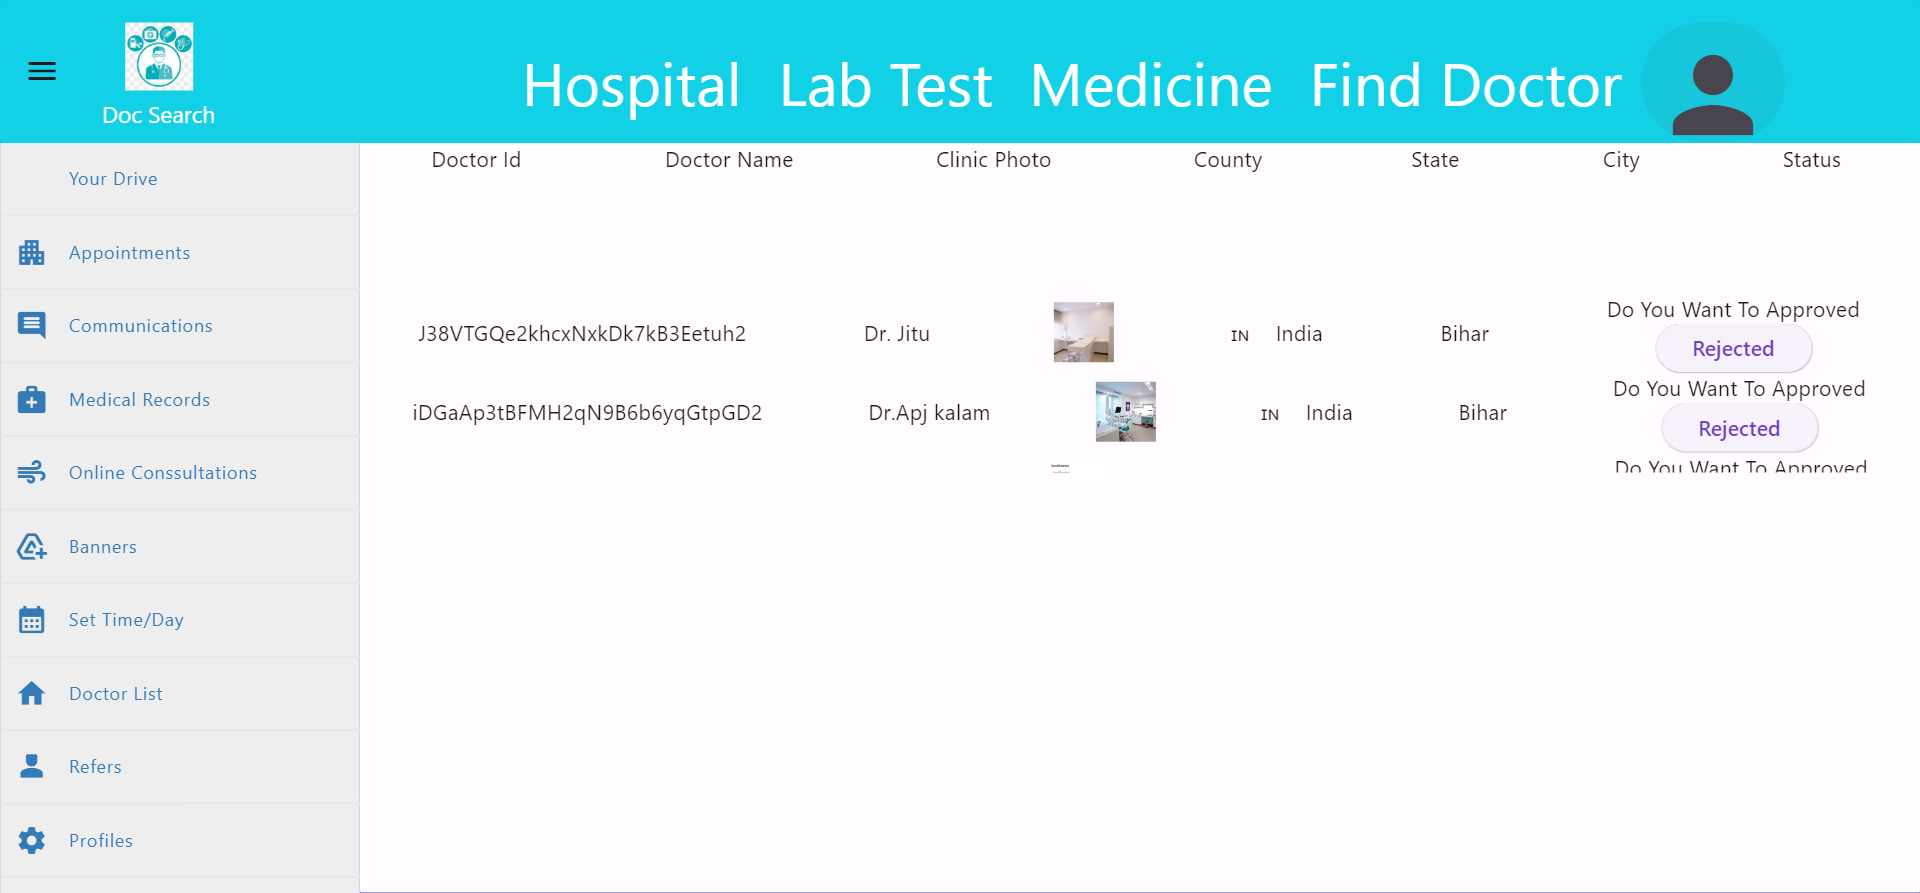 Doc Search
Hospital Lab Test Medicine Find Doctor
Your Drive
Appointments
Communications
Medical Records
Online Conssultations
Banners
Set Time/Day
Doctor List
Refers
Profiles
Doctor Id Doctor Name Clinic Photo County State City Status
J38VTGQe2khcxNxkDk7kB3Eetuh2 Dr. Jitu IN India Bihar Do You Want To Approved
Rejected
iDGaAp3tBFMH2qN9B6b6yqGtpGD2 Dr.Apj kalam IN India Bihar Do You Want To Approved
Rejected
Do You Want To Approved